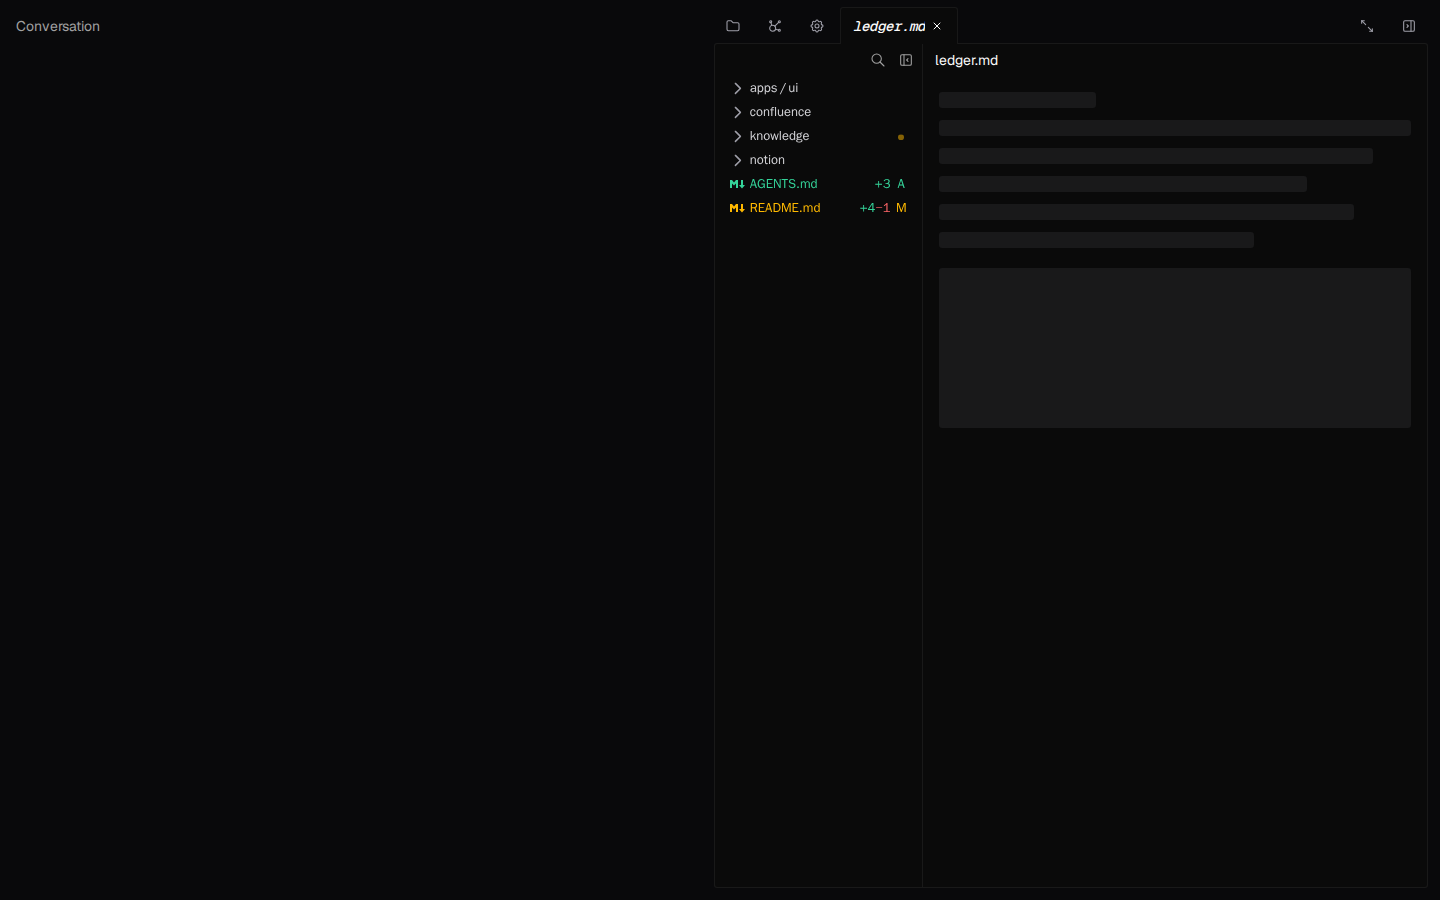 Conversation
ledger.md
ledger.md
apps / ui
confluence
knowledge
notion
AGENTS.md +3 A
README.md +4 −1 M